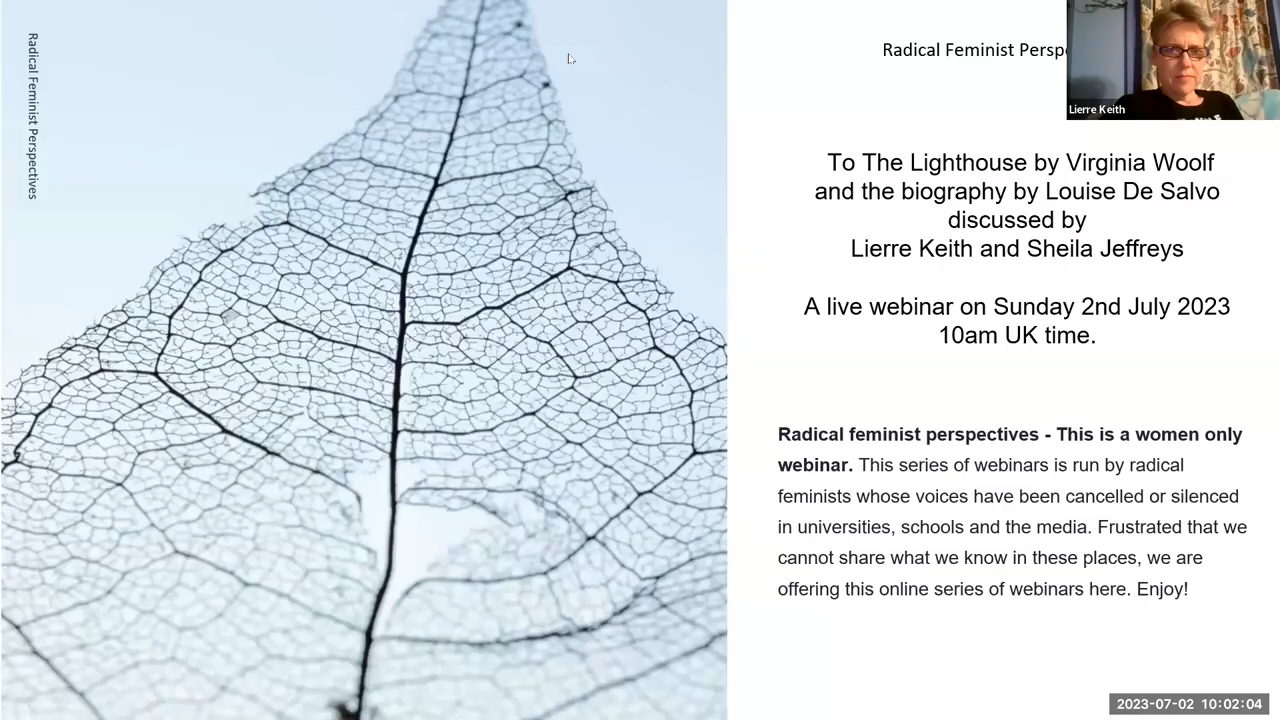 Radical Feminist Perspectives
Radical Feminist
Lierre Keith
To The Lighthouse by Virginia Woolf
and the biography by Louise De Salvo
discussed by
Lierre Keith and Sheila Jeffreys
A live webinar on Sunday 2nd July 2023
10am UK time.
Radical feminist perspectives - This is a women only
webinar. This series of webinars is run by radical
feminists whose voices have been cancelled or silenced
in universities, schools and the media. Frustrated that we
cannot share what we know in these places, we are
offering this online series of webinars here. Enjoy!
2023-07-02 10:02:04